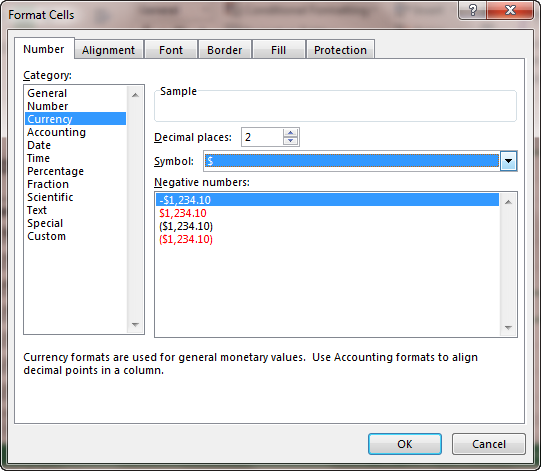 Format Cells
Number Alignment Font Border Fill Protection
Category:
General
Number
Currency
Accounting
Date
Time
Percentage
Fraction
Scientific
Text
Special
Custom
Sample
Decimal places: 2
Symbol: $
Negative numbers:
-$1,234.10
$1,234.10
($1,234.10)
($1,234.10)
Currency formats are used for general monetary values.  Use Accounting formats to align
decimal points in a column.
OK Cancel